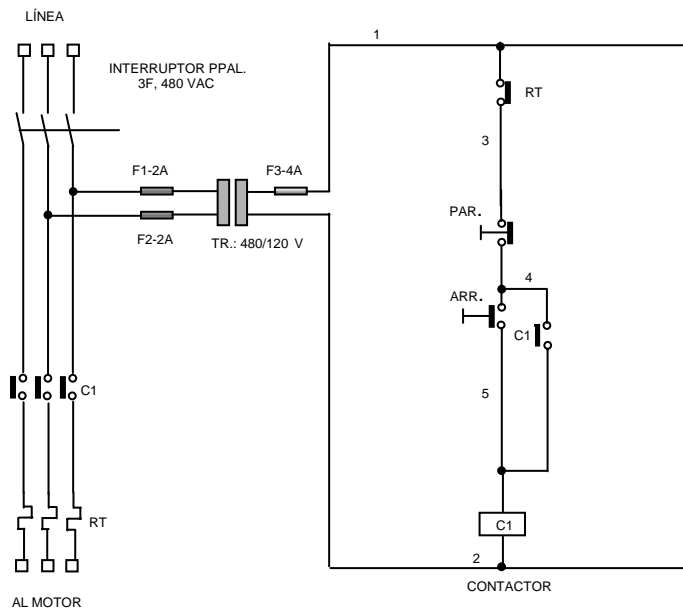 LÍNEA
1
INTERRUPTOR PPAL.
3F, 480 VAC
RT
3
F1-2A
F3-4A
PAR.
F2-2A
TR.: 480/120 V
4
ARR.
C1
C1
5
RT
C1
2
CONTACTOR
AL MOTOR